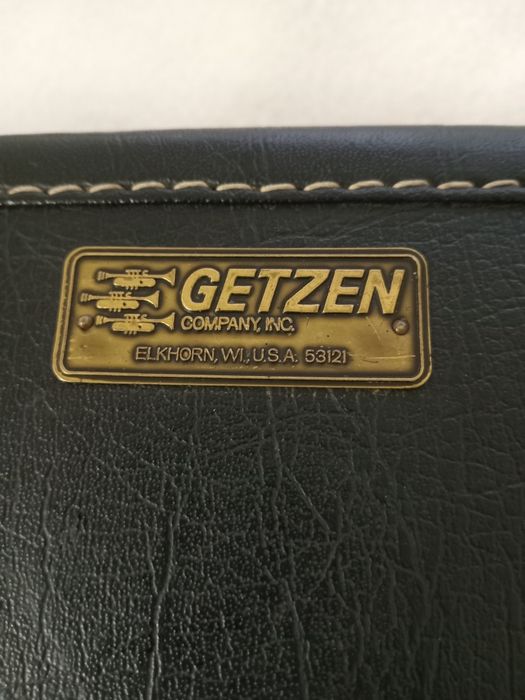 GETZEN
COMPANY, INC.
ELKHORN, WI., U.S.A. 53121